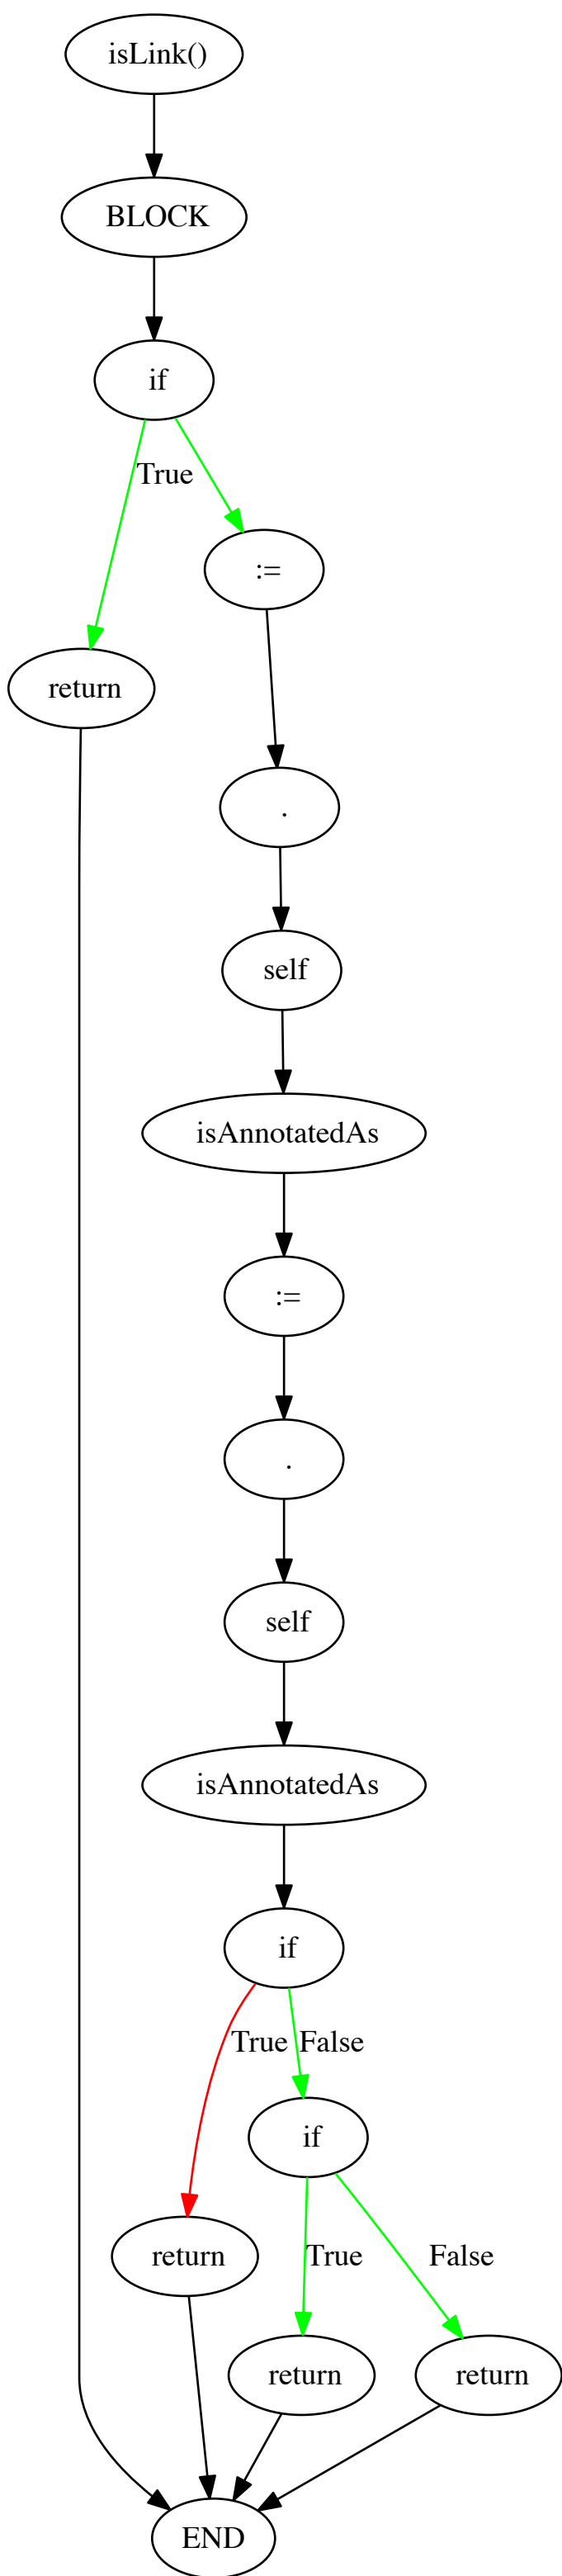 isLink()
BLOCK
if
True
:=
return
.
self
isAnnotatedAs
:=
.
self
isAnnotatedAs
if
True False
if
return
True
False
return
return
END